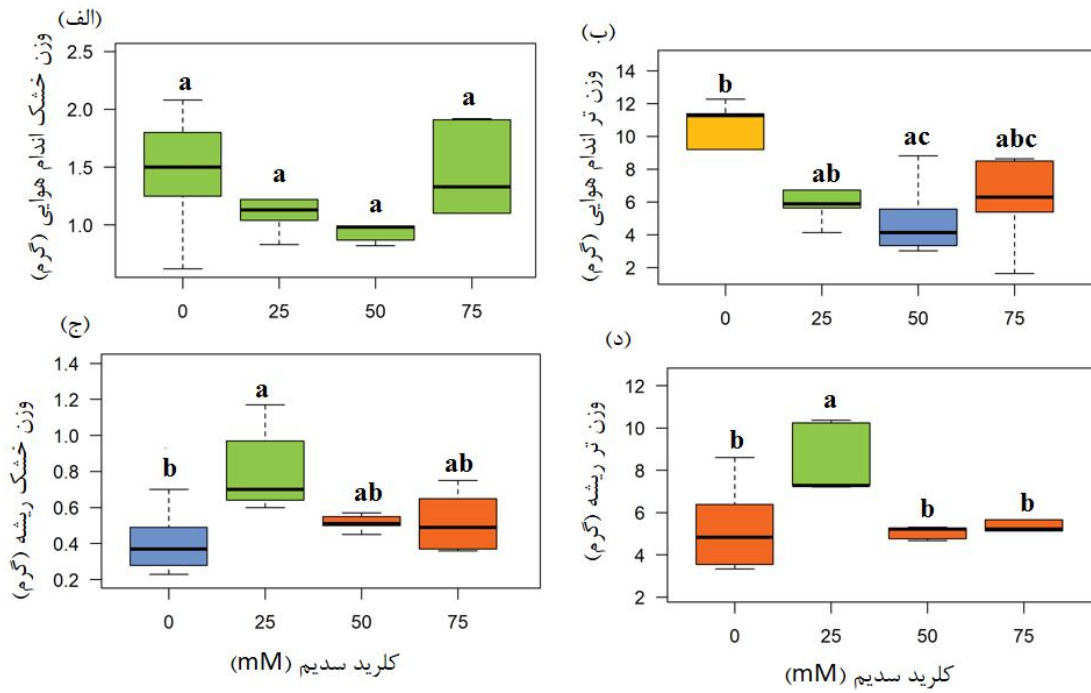 (الف)
وزن خشک اندام هوایی (گرم)
2.5
2.0
1.5
1.0
a
a
a
a
0 25 50 75
(ب)
وزن تر اندام هوایی (گرم)
14
12
10
8
6
4
2
b
ab
ac
abc
0 25 50 75
(ج)
وزن خشک ریشه (گرم)
1.4
1.2
1.0
0.8
0.6
0.4
0.2
b
a
ab
ab
0 25 50 75
کلرید سدیم (mM)
(د)
وزن تر ریشه (گرم)
12
10
8
6
4
2
b
a
b
b
0 25 50 75
کلرید سدیم (mM)